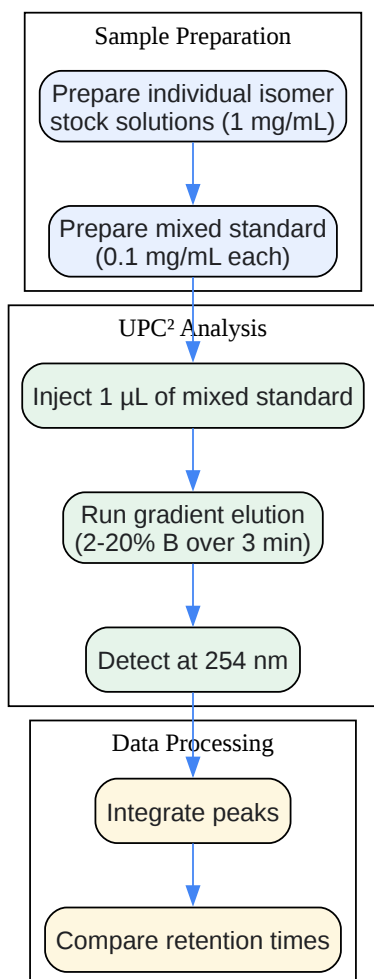 Sample Preparation
Prepare individual isomer
stock solutions (1 mg/mL)
Prepare mixed standard
(0.1 mg/mL each)
UPC² Analysis
Inject 1 µL of mixed standard
Run gradient elution
(2-20% B over 3 min)
Detect at 254 nm
Data Processing
Integrate peaks
Compare retention times